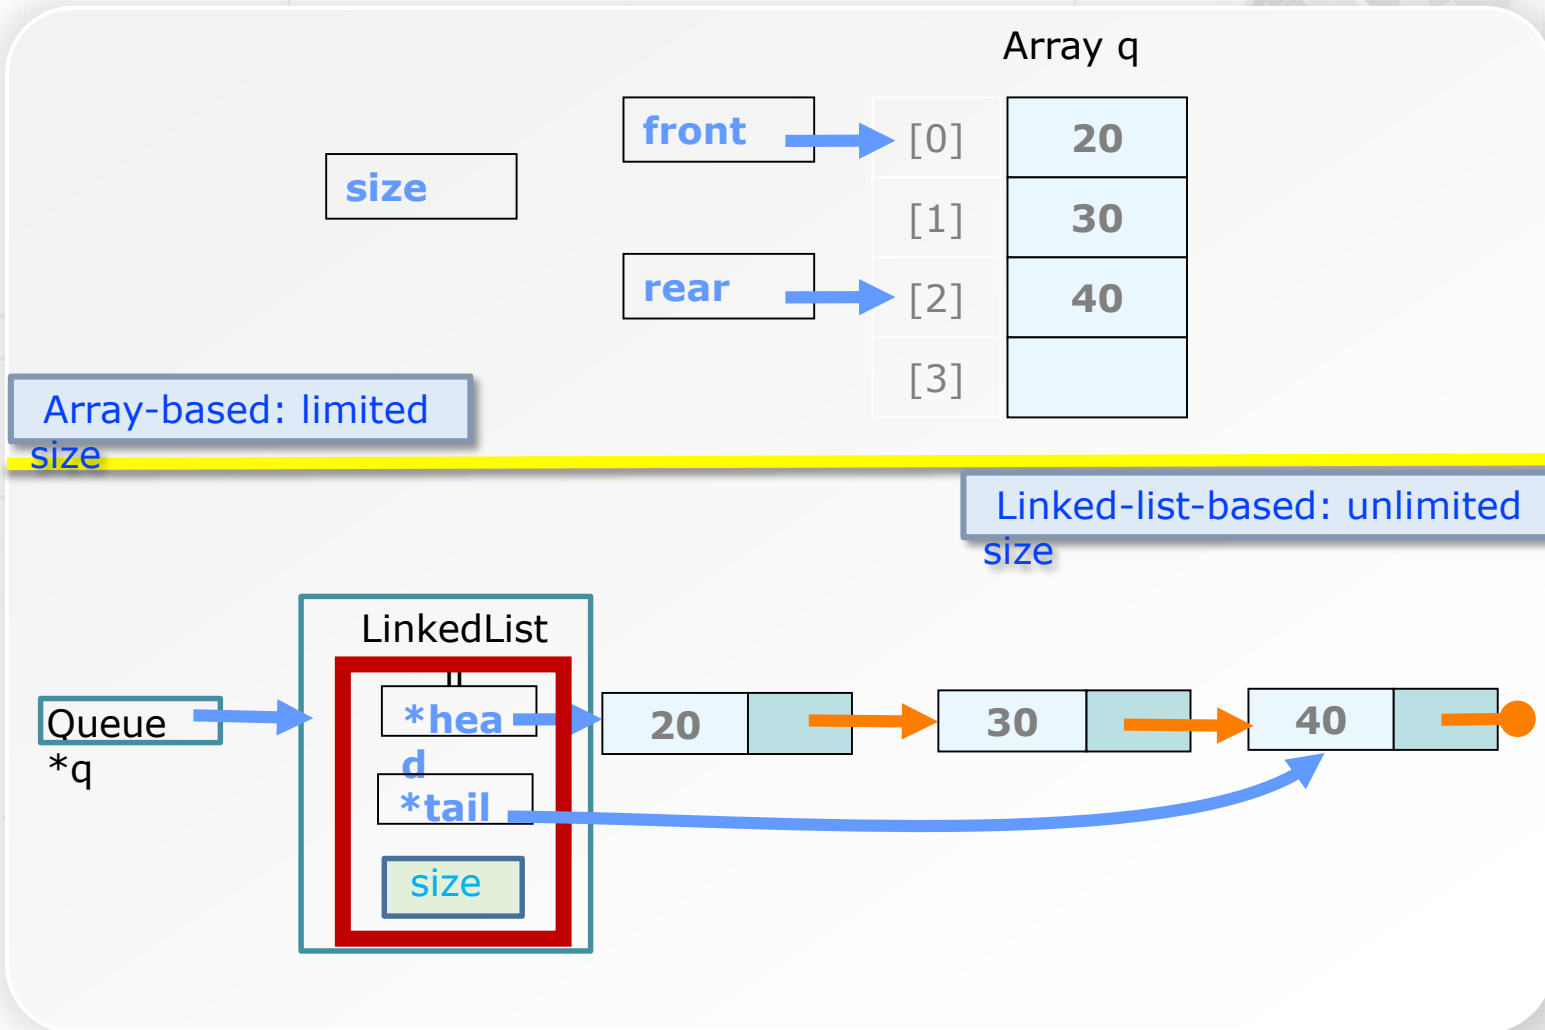 Array q
front
[0]
20
size
[1]
30
rear
[2]
40
[3]
Array-based: limited
size
Linked-list-based: unlimited
size
LinkedList
ll
Queue
*q
*hea
d
20
30
40
*tail
size